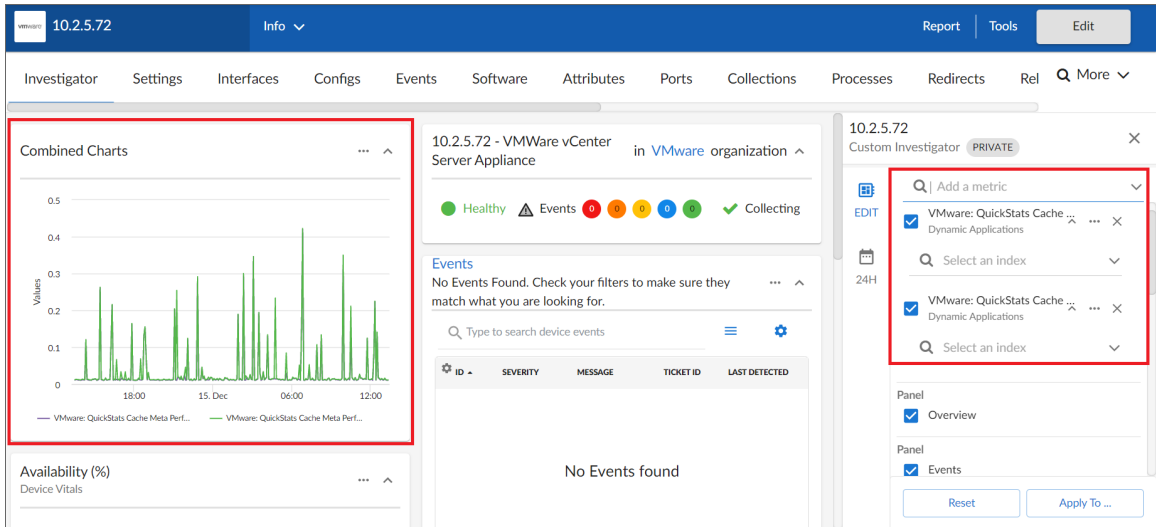 vmware 10.2.5.72 Info Report Tools Edit
Investigator Settings Interfaces Configs Events Software Attributes Ports Collections Processes Redirects Rel More
Combined Charts
0.5
0.4
0.3
0.2
0.1
0
Values
18:00 15. Dec 06:00 12:00
VMware: QuickStats Cache Meta Perf... VMware: QuickStats Cache Meta Perf...
Availability (%)
Device Vitals
10.2.5.72 - VMWare vCenter
Server Appliance
in VMware organization
Healthy Events 0 0 0 0 0 Collecting
Events
No Events Found. Check your filters to make sure they
match what you are looking for.
Type to search device events
ID SEVERITY MESSAGE TICKET ID LAST DETECTED
No Events found
10.2.5.72
Custom Investigator PRIVATE
EDIT
24H
Add a metric
VMware: QuickStats Cache ...
Dynamic Applications
Select an index
VMware: QuickStats Cache ...
Dynamic Applications
Select an index
Panel
Overview
Panel
Events
Reset Apply To ...